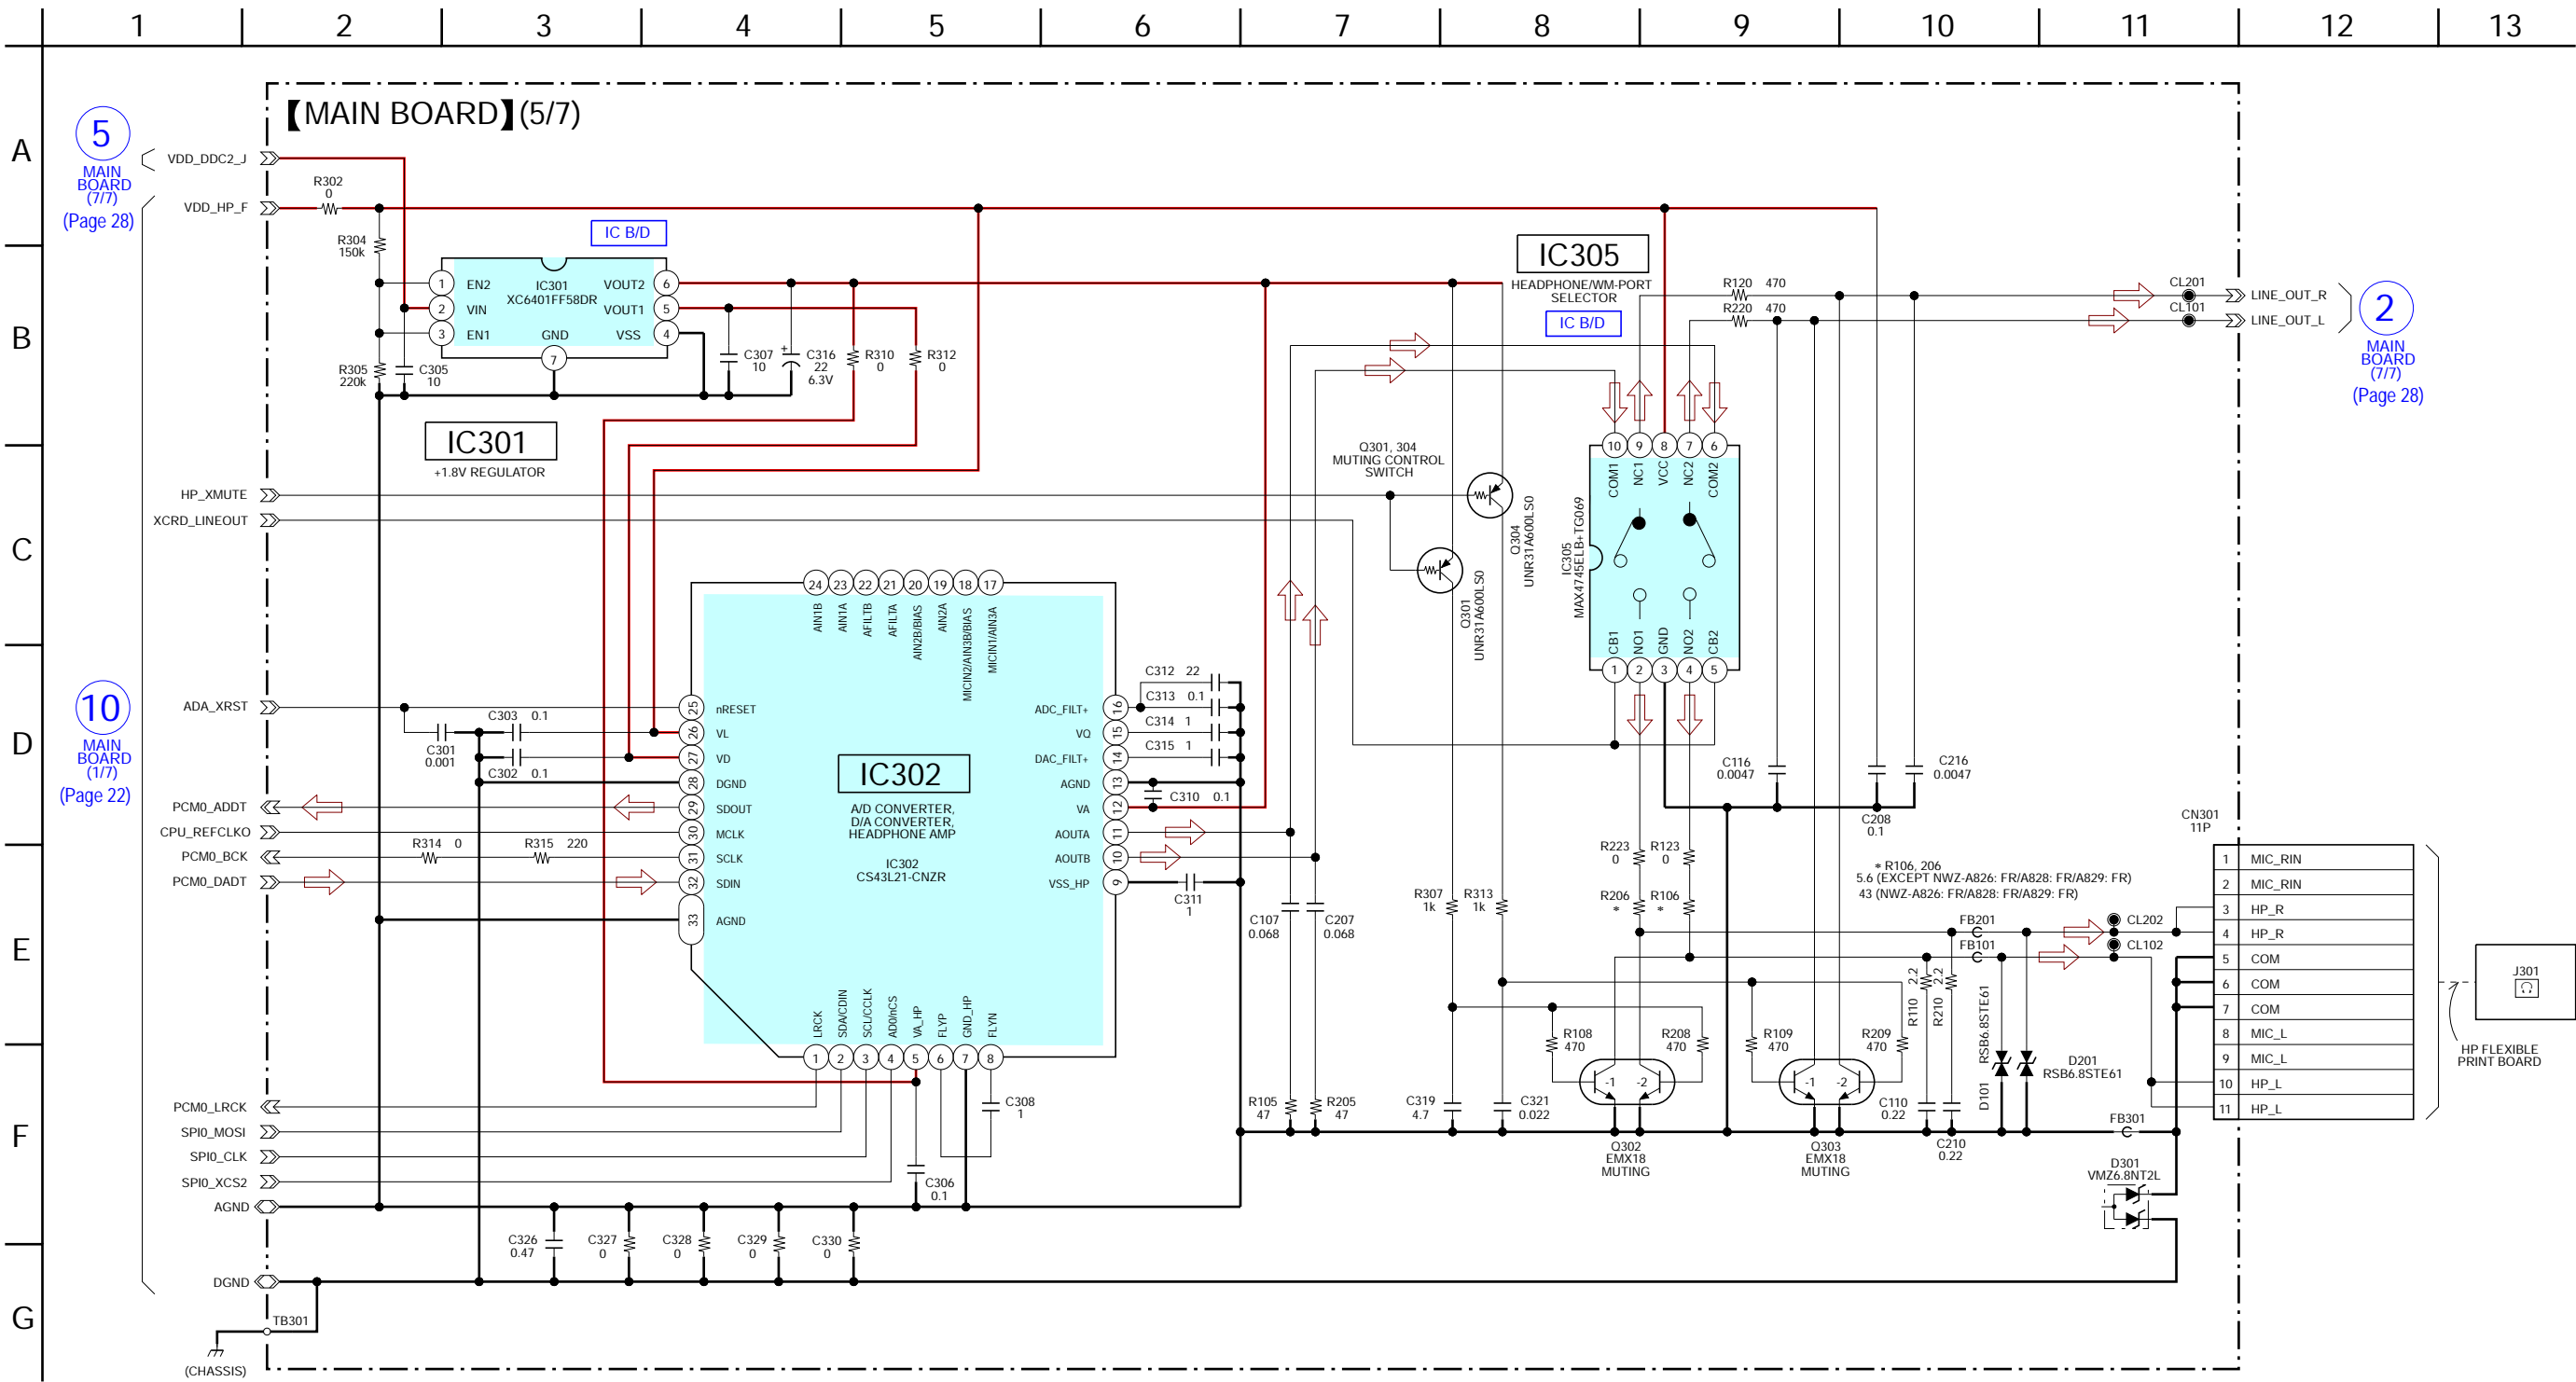 1 2 3 4 5 6 7 8 9 10 11 12 13
A
B
C
D
E
F
G
【MAIN BOARD】(5/7)
5
MAIN
BOARD
(7/7)
(Page 28)
VDD_DDC2_J
VDD_HP_F
R302
0
R304
150k
R305
220k
C305
10
IC B/D
1 EN2
2 VIN
3 EN1
IC301
XC6401FF58DR
GND
7
VOUT2 6
VOUT1 5
VSS 4
C307
10
+
C316
22
6.3V
R310
0
R312
0
IC301
+1.8V REGULATOR
IC305
HEADPHONE/WM-PORT
SELECTOR
IC B/D
R120 470
R220 470
CL201
CL101
LINE_OUT_R
LINE_OUT_L
2
MAIN
BOARD
(7/7)
(Page 28)
HP_XMUTE
XCRD_LINEOUT
Q301, 304
MUTING CONTROL
SWITCH
Q304
UNR31A600LS0
Q301
UNR31A600LS0
IC305
MAX4745ELB+TG069
10 9 8 7 6
COM1 NC1 VCC NC2 COM2
CB1 NO1 GND NO2 CB2
1 2 3 4 5
24 23 22 21 20 19 18 17
AIN1B
AIN1A
AFILTB
AFILTA
AIN2B/BIAS
AIN2A
MICIN2/AIN3B/BIAS
MICIN1/AIN3A
10
MAIN
BOARD
(1/7)
(Page 22)
ADA_XRST
PCM0_ADDT
CPU_REFCLKO
PCM0_BCK
PCM0_DADT
C301
0.001
C303 0.1
C302 0.1
R314 0
R315 220
25 nRESET
26 VL
27 VD
28 DGND
29 SDOUT
30 MCLK
31 SCLK
32 SDIN
33 AGND
IC302
A/D CONVERTER,
D/A CONVERTER,
HEADPHONE AMP
IC302
CS43L21-CNZR
ADC_FILT+ 16
VQ 15
DAC_FILT+ 14
AGND 13
VA 12
AOUTA 11
AOUTB 10
VSS_HP 9
C312 22
C313 0.1
C314 1
C315 1
C310 0.1
C311
1
LRCK
SDA/CDIN
SCL/CCLK
AD0/nCS
VA_HP
FLYP
GND_HP
FLYN
1 2 3 4 5 6 7 8
C308
1
C306
0.1
C107
0.068
C207
0.068
R105
47
R205
47
R307
1k
R313
1k
C319
4.7
C321
0.022
R223
0
R123
0
R206
*
R106
*
C116
0.0047
C208
0.1
C216
0.0047
* R106, 206
5.6 (EXCEPT NWZ-A826: FR/A828: FR/A829: FR)
43 (NWZ-A826: FR/A828: FR/A829: FR)
FB201
FB101
CL202
CL102
R110 2.2
R210 2.2
R108
470
R208
470
R109
470
R209
470
-1 -2
-1 -2
Q302
EMX18
MUTING
Q303
EMX18
MUTING
C110
0.22
C210
0.22
D101 RSB6.8STE61
D201
RSB6.8STE61
FB301
D301
VMZ6.8NT2L
CN301
11P
1 MIC_RIN
2 MIC_RIN
3 HP_R
4 HP_R
5 COM
6 COM
7 COM
8 MIC_L
9 MIC_L
10 HP_L
11 HP_L
J301
HP FLEXIBLE
PRINT BOARD
PCM0_LRCK
SPI0_MOSI
SPI0_CLK
SPI0_XCS2
AGND
DGND
C326
0.47
C327
0
C328
0
C329
0
C330
0
TB301
(CHASSIS)